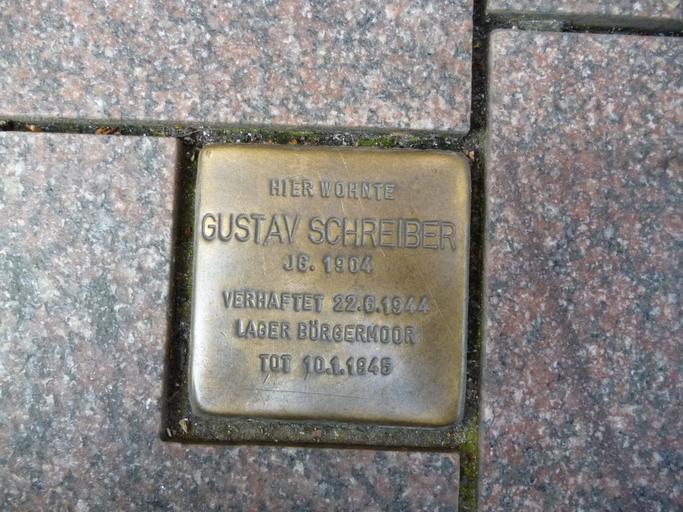 HIER WOHNTE
GUSTAV SCHREIBER
JG. 1904
VERHAFTET 22.6.1944
LAGER BÖRGERMOOR
TOT 10.1.1945